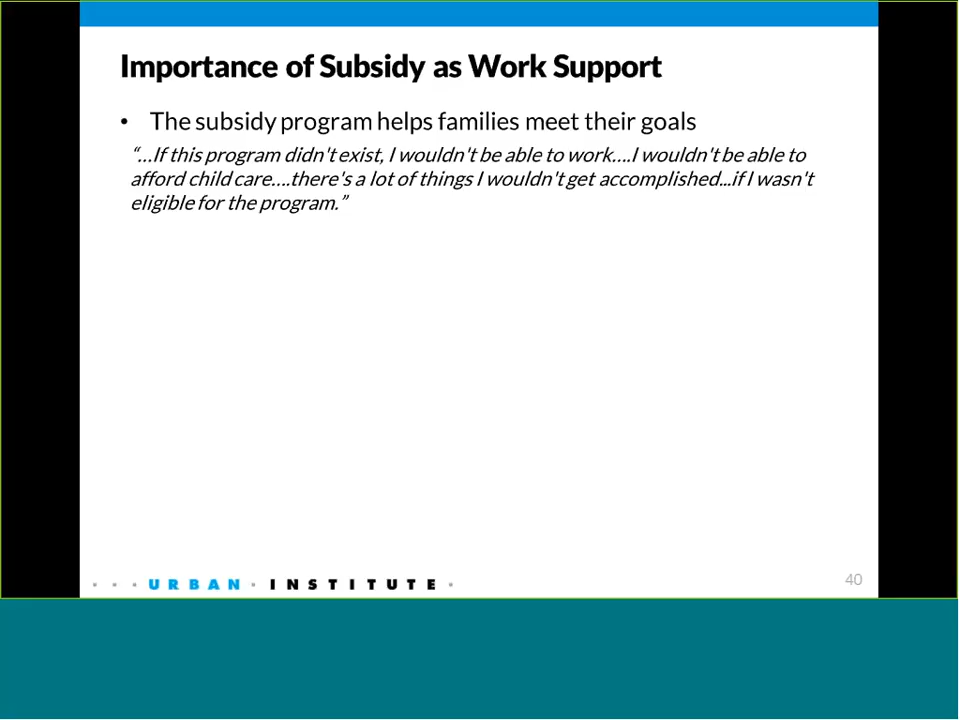 Importance of Subsidy as Work Support
• The subsidy program helps families meet their goals
“…If this program didn't exist, I wouldn't be able to work….I wouldn't be able to
afford child care….there's a lot of things I wouldn't get accomplished...if I wasn't
eligible for the program.”
URBAN INSTITUTE
40